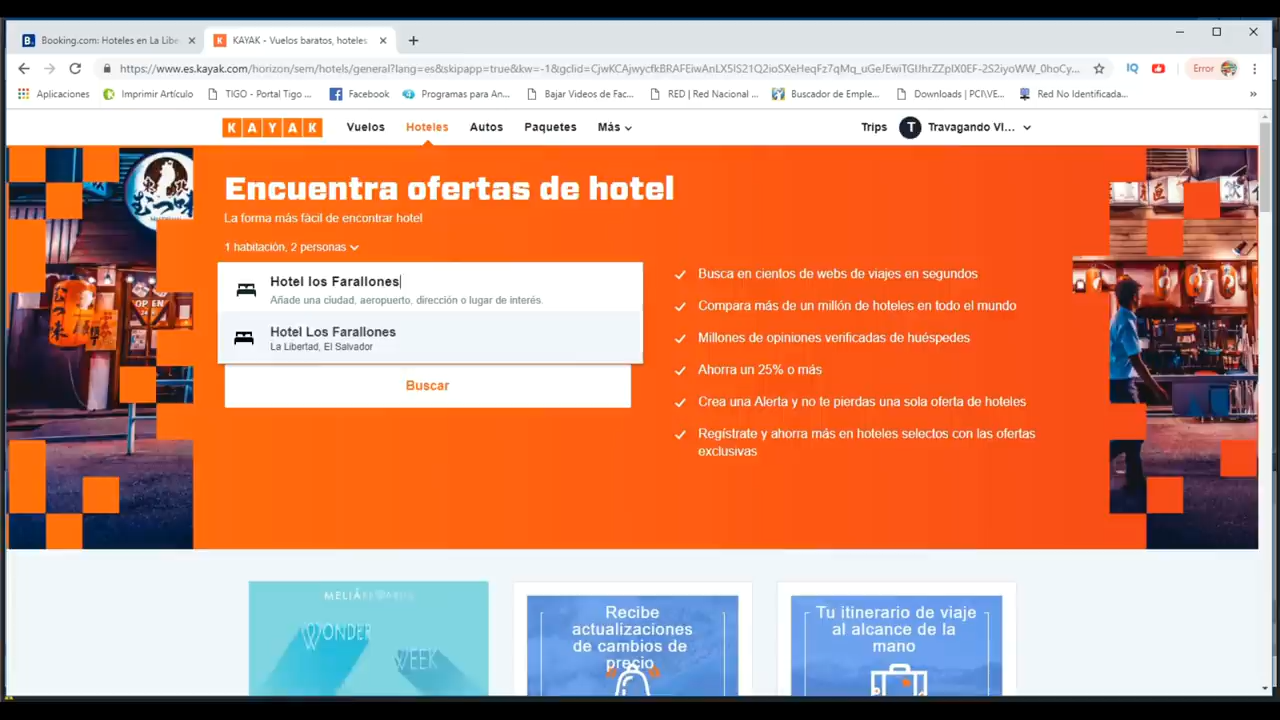 Booking.com: Hoteles en La Libe
KAYAK - Vuelos baratos, hoteles
https://www.es.kayak.com/horizon/sem/hotels/general?lang=es&skipapp=true&kw=-1&gclid=
Error
Aplicaciones
Imprimir Artículo
TIGO - Portal Tigo ...
Facebook
Programas para An...
Bajar Videos de Fac...
RED | Red Nacional ...
Buscador de Emple...
Downloads | PCI\VE...
Red No Identificada...
KAYAK
Vuelos
Hoteles
Autos
Paquetes
Más
Trips
T
Travagando VI...
Encuentra ofertas de hotel
La forma más fácil de encontrar hotel
1 habitación, 2 personas
Hotel los Farallones
Añade una ciudad, aeropuerto, dirección o lugar de interés.
Hotel Los Farallones
La Libertad, El Salvador
Buscar
Busca en cientos de webs de viajes en segundos
Compara más de un millón de hoteles en todo el mundo
Millones de opiniones verificadas de huéspedes
Ahorra un 25% o más
Crea una Alerta y no te pierdas una sola oferta de hoteles
Regístrate y ahorra más en hoteles selectos con las ofertas
exclusivas
OPEN
MELIÁ REWARDS
WONDER
WEEK
Recibe
actualizaciones
de cambios de
precio
Tu itinerario de viaje
al alcance de la
mano